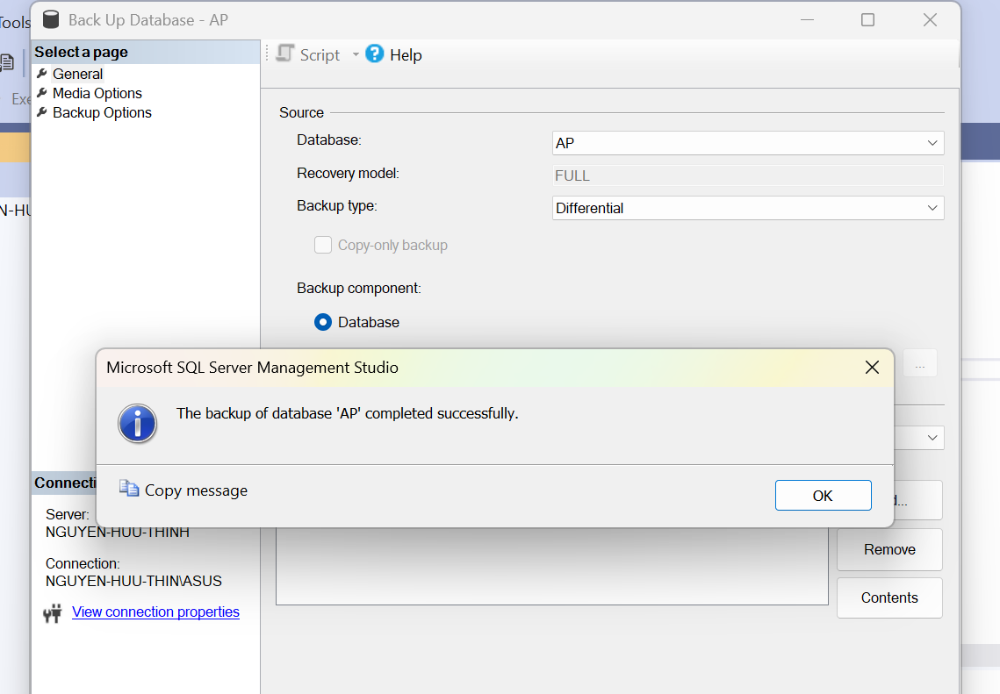 Tools
Back Up Database - AP
Select a page
General
Media Options
Backup Options
Script
Help
Source
Database:
AP
Recovery model:
FULL
Backup type:
Differential
Copy-only backup
Backup component:
Database
...
Microsoft SQL Server Management Studio
The backup of database 'AP' completed successfully.
Copy message
OK
Server:
NGUYEN-HUU-THINH
Connection:
NGUYEN-HUU-THIN\ASUS
View connection properties
Remove
Contents